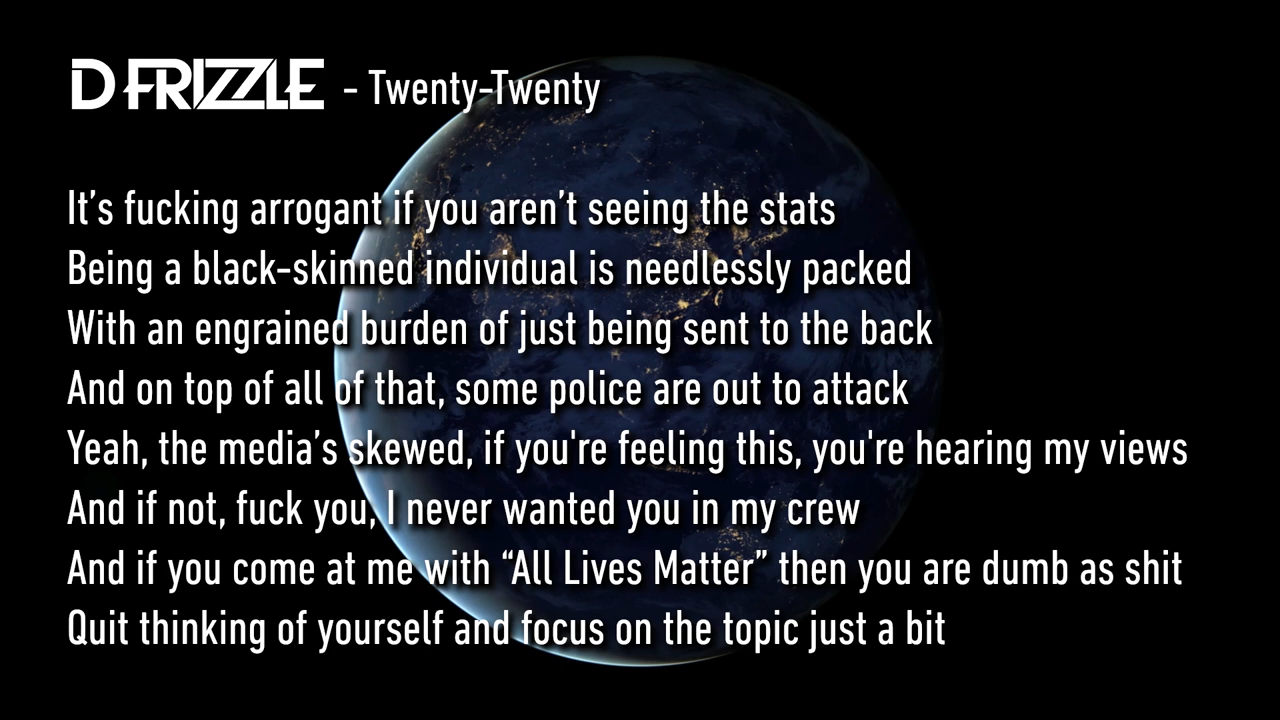 D FRIZZLE - Twenty-Twenty
It’s fucking arrogant if you aren’t seeing the stats
Being a black-skinned individual is needlessly packed
With an engrained burden of just being sent to the back
And on top of all of that, some police are out to attack
Yeah, the media’s skewed, if you're feeling this, you're hearing my views
And if not, fuck you, I never wanted you in my crew
And if you come at me with “All Lives Matter” then you are dumb as shit
Quit thinking of yourself and focus on the topic just a bit